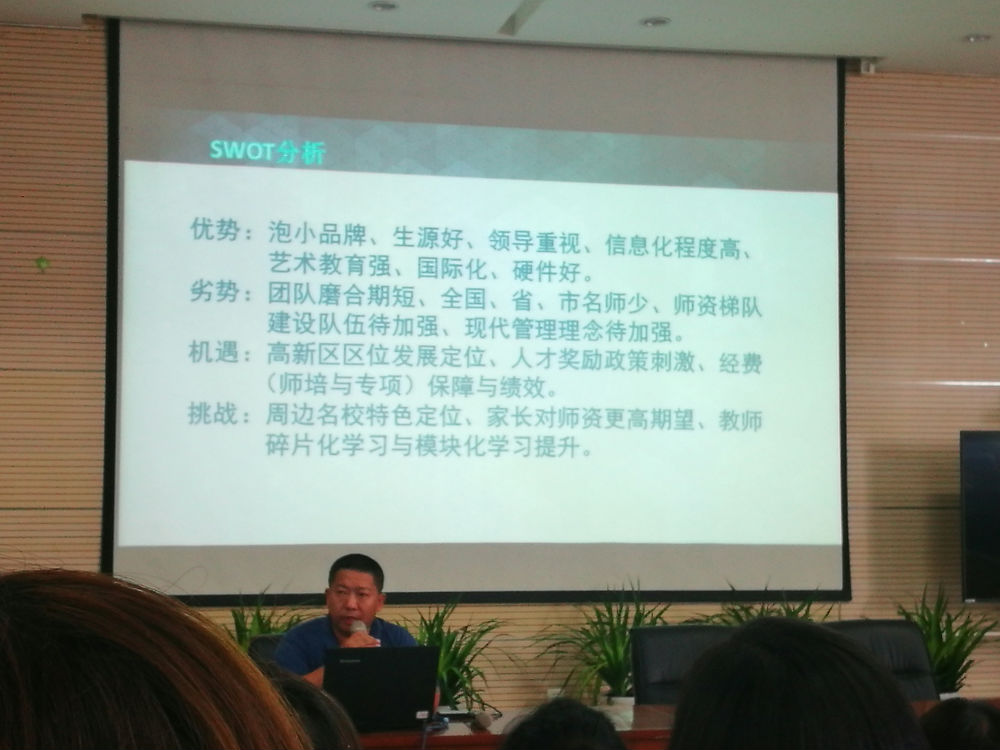 SWOT分析
优势：泡小品牌、生源好、领导重视、信息化程度高、
艺术教育强、国际化、硬件好。
劣势：团队磨合期短、全国、省、市名师少、师资梯队
建设队伍待加强、现代管理理念待加强。
机遇：高新区区位发展定位、人才奖励政策刺激、经费
（师培与专项）保障与绩效。
挑战：周边名校特色定位、家长对师资更高期望、教师
碎片化学习与模块化学习提升。